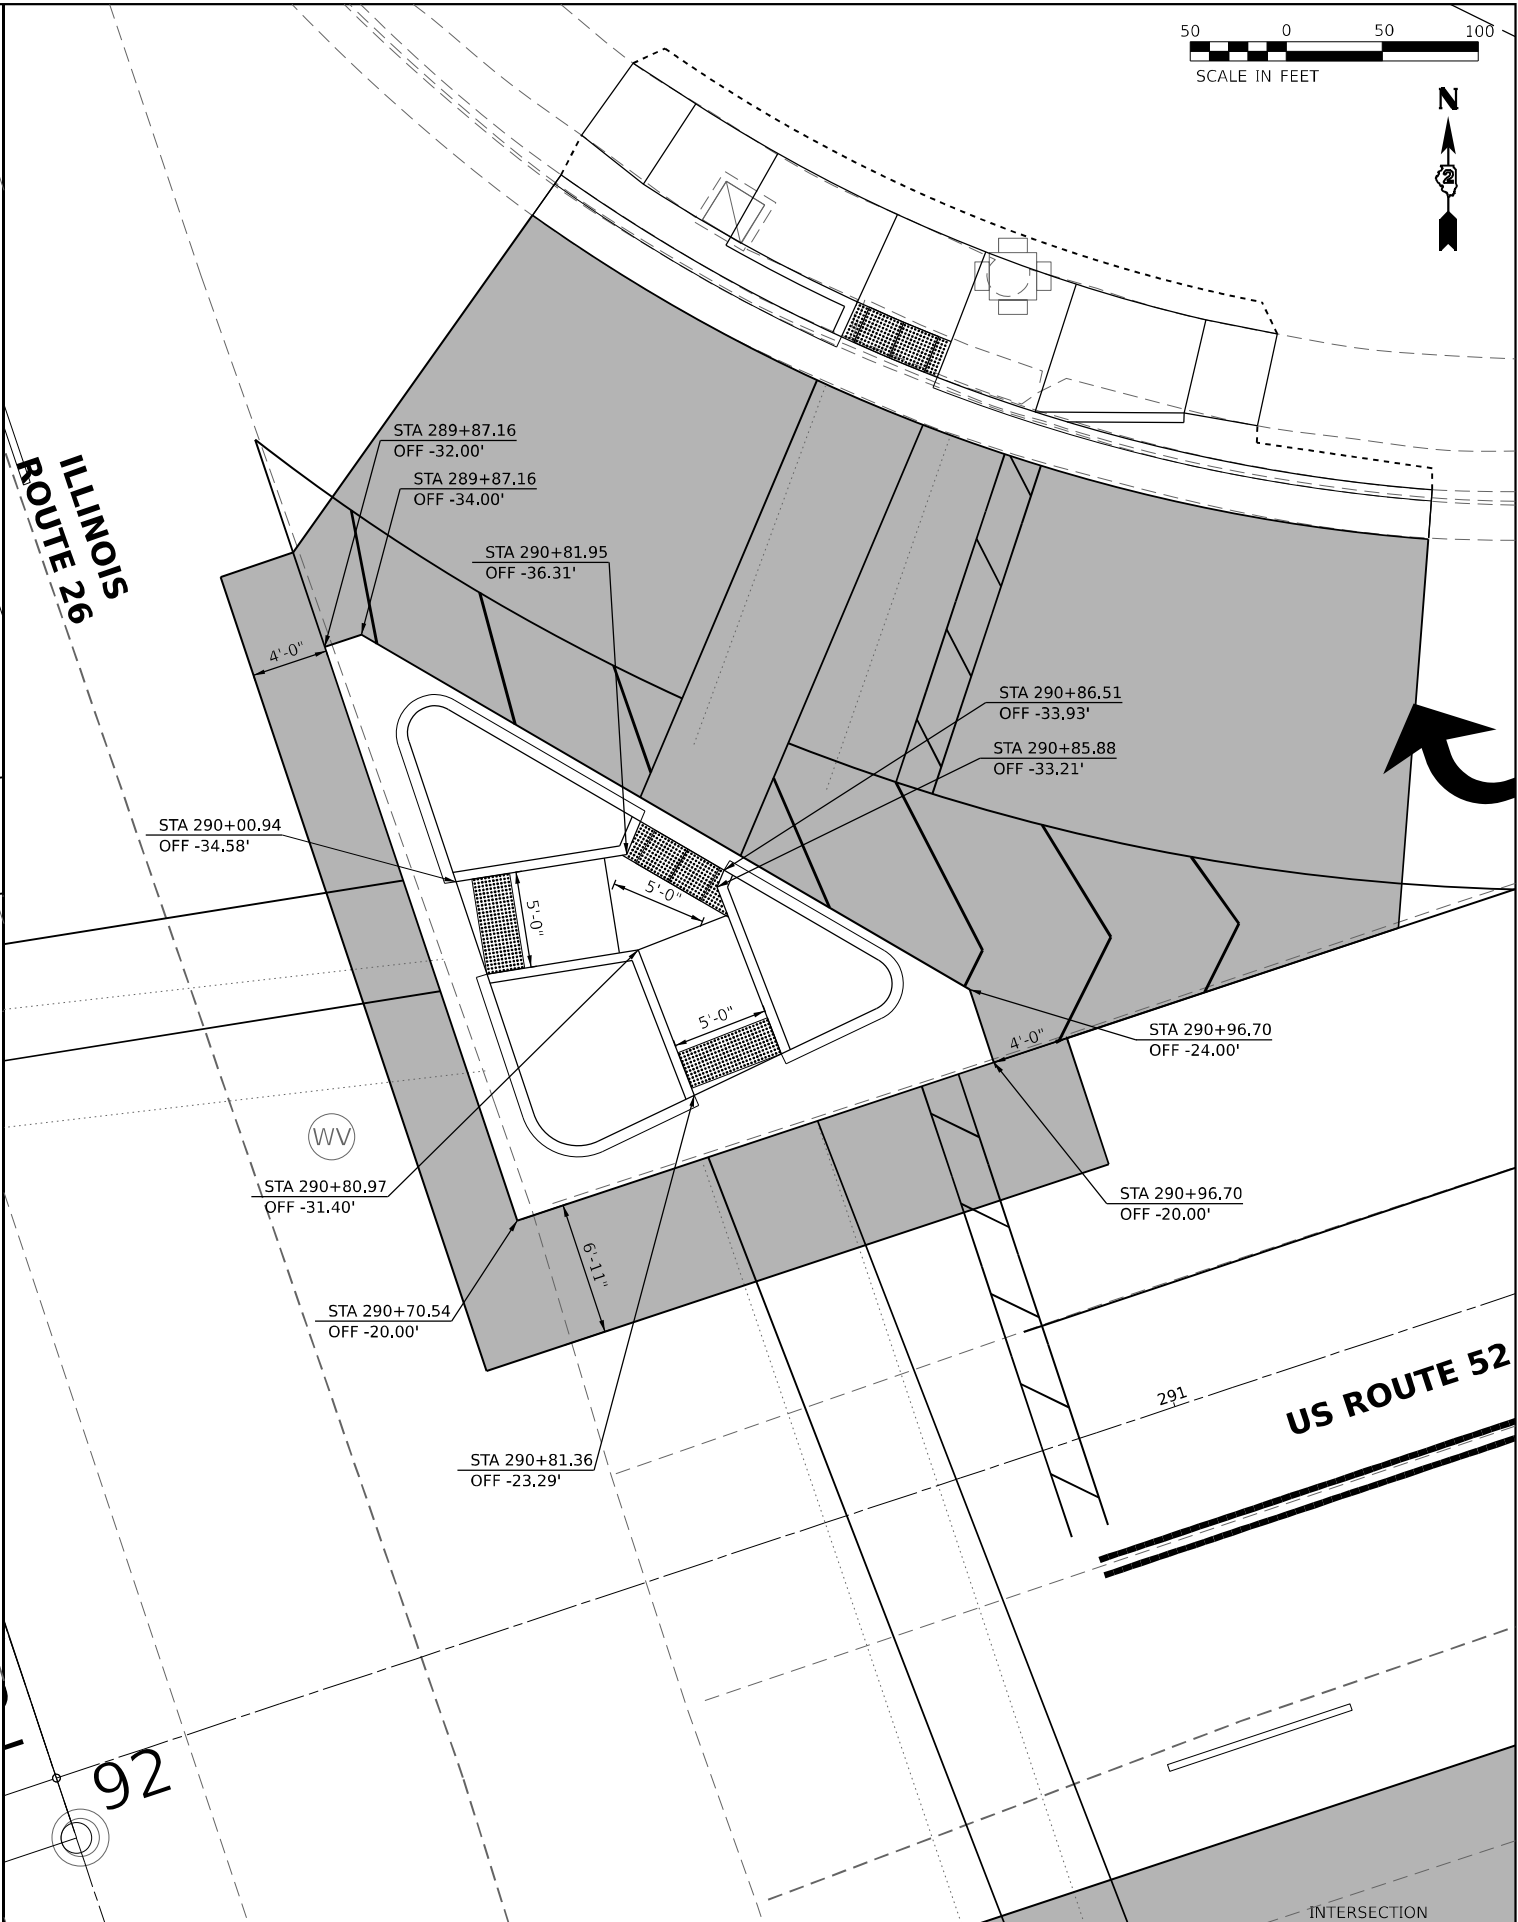 50 0 50 100
SCALE IN FEET
N
2
ILLINOIS
ROUTE 26
STA 289+87.16
OFF -32.00'
STA 289+87.16
OFF -34.00'
STA 290+81.95
OFF -36.31'
4'-0"
STA 290+86.51
OFF -33.93'
STA 290+85.88
OFF -33.21'
STA 290+00.94
OFF -34.58'
5'-0"
5'-0"
5'-0"
4'-0"
STA 290+96.70
OFF -24.00'
WV
STA 290+80.97
OFF -31.40'
STA 290+96.70
OFF -20.00'
6'-11"
STA 290+70.54
OFF -20.00'
291
US ROUTE 52
STA 290+81.36
OFF -23.29'
92
INTERSECTION